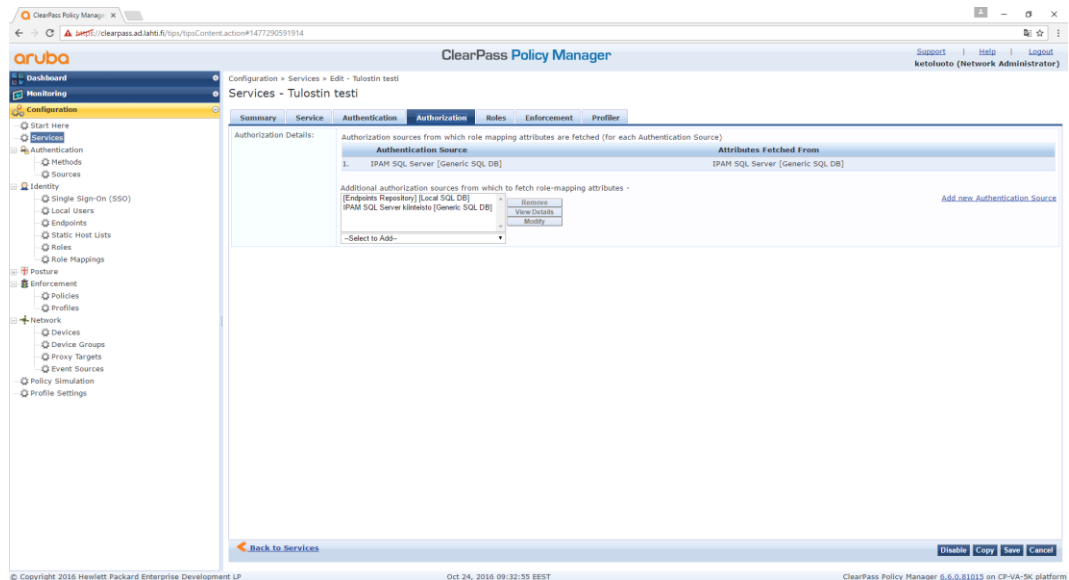 ClearPass Policy Manag
https://clearpass.ad.lahti.fi/tips/tipsContent.action#1477290591914
aruba
ClearPass Policy Manager
Support | Help | Logout
ketoluoto (Network Administrator)
Dashboard
Monitoring
Configuration
Start Here
Services
Authentication
Methods
Sources
Identity
Single Sign-On (SSO)
Local Users
Endpoints
Static Host Lists
Roles
Role Mappings
Posture
Enforcement
Policies
Profiles
Network
Devices
Device Groups
Proxy Targets
Event Sources
Policy Simulation
Profile Settings
Configuration » Services » Edit - Tulostin testi
Services - Tulostin testi
Summary Service Authentication Authorization Roles Enforcement Profiler
Authorization Details:
Authorization sources from which role mapping attributes are fetched (for each Authentication Source)
Authentication Source Attributes Fetched From
1. IPAM SQL Server [Generic SQL DB] IPAM SQL Server [Generic SQL DB]
Additional authorization sources from which to fetch role-mapping attributes -
[Endpoints Repository] [Local SQL DB]
IPAM SQL Server kiinteisto [Generic SQL DB]
Remove
View Details
Modify
Add new Authentication Source
--Select to Add--
Back to Services
Disable Copy Save Cancel
© Copyright 2016 Hewlett Packard Enterprise Development LP
Oct 24, 2016 09:32:55 EEST
ClearPass Policy Manager 6.6.0.81015 on CP-VA-5K platform